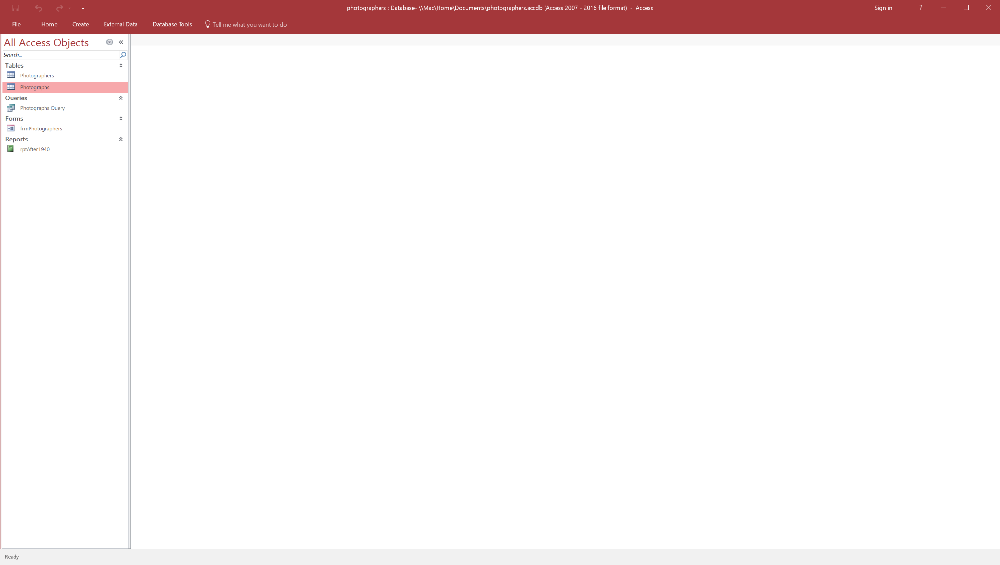 photographers : Database- \\Mac\Home\Documents\photographers.accdb (Access 2007 - 2016 file format) - Access
Sign in
?
File Home Create External Data Database Tools Tell me what you want to do
All Access Objects
Search...
Tables
Photographers
Photographs
Queries
Photographs Query
Forms
frmPhotographers
Reports
rptAfter1940
Ready